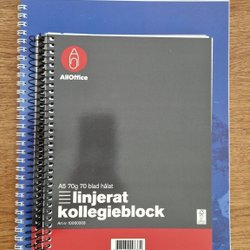 AllOffice
A5 70g 70 blad hålat
linjerat
kollegieblock